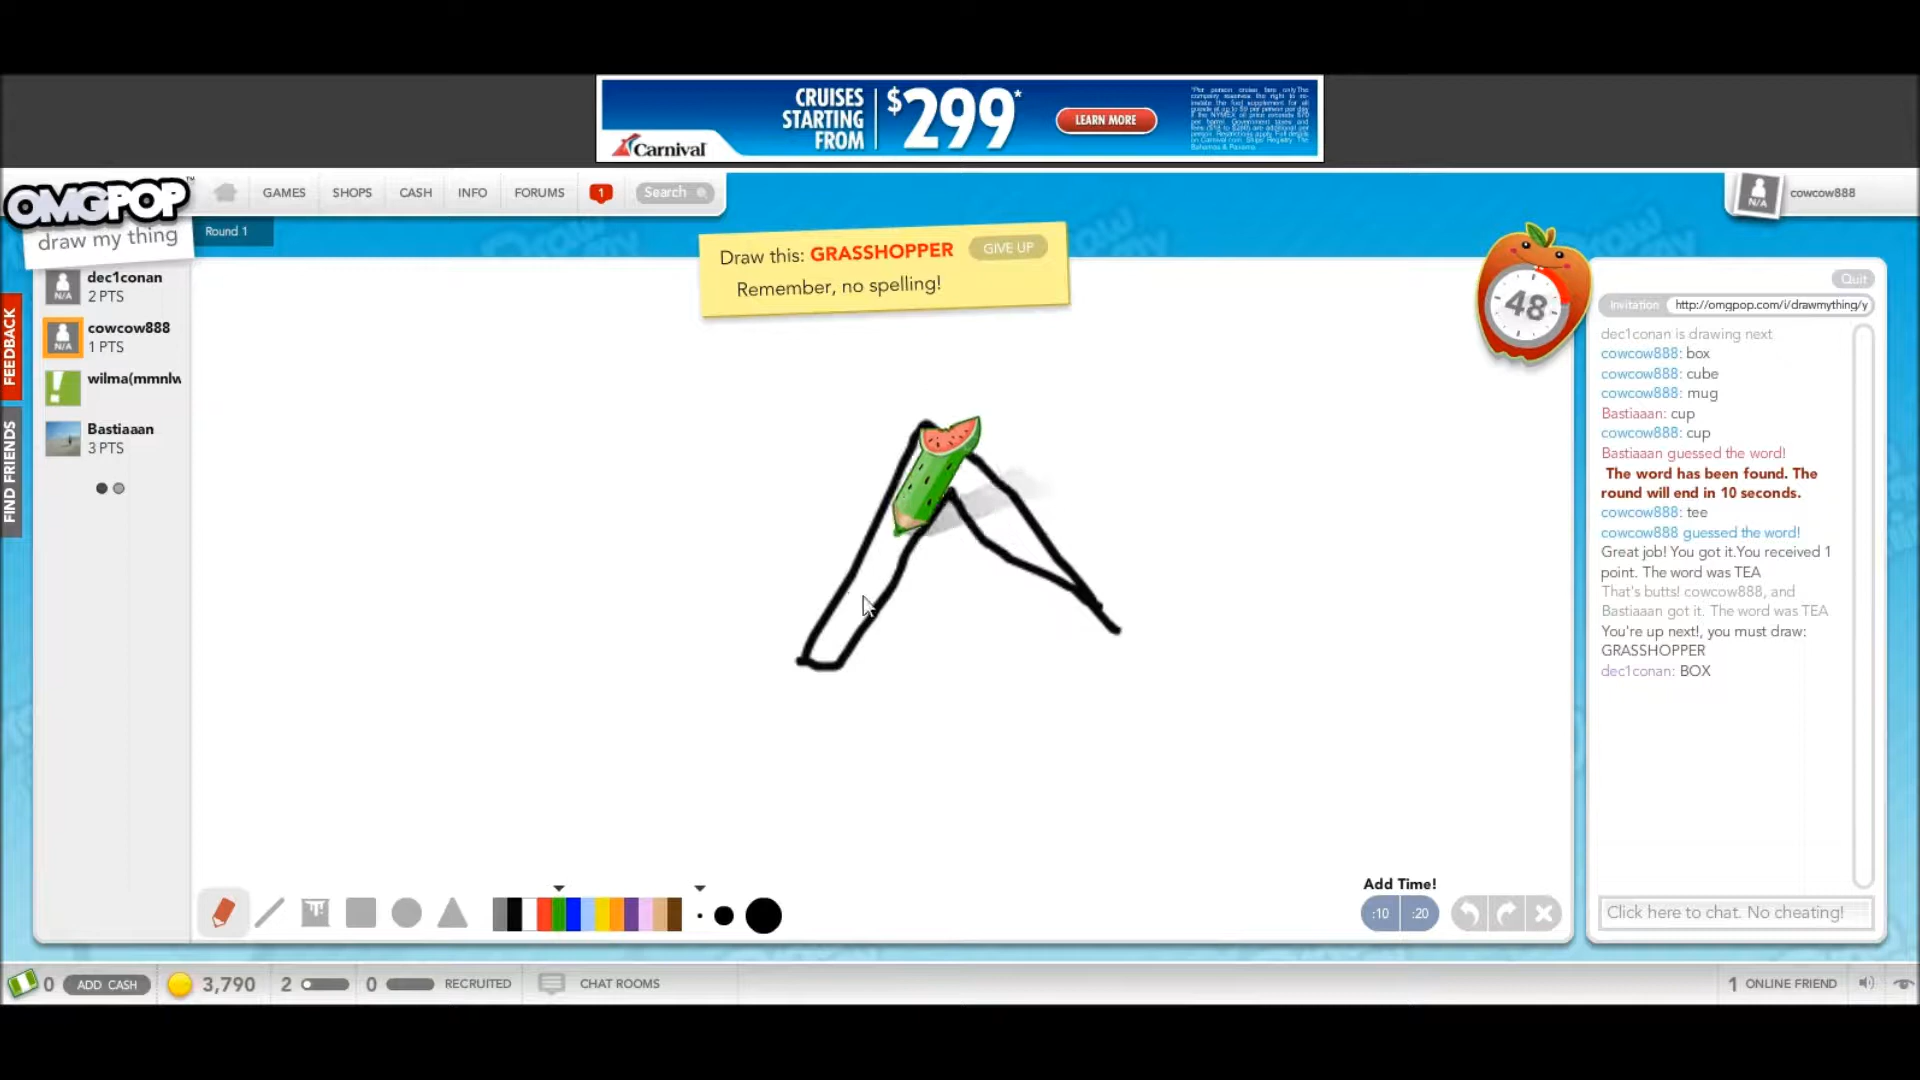 CRUISES
STARTING
FROM
$299*
LEARN MORE
Carnival
OMGPOP™
draw my thing
GAMES
SHOPS
CASH
INFO
FORUMS
1
Search
N/A
cowcow888
Round 1
Draw this: GRASSHOPPER
GIVE UP
Remember, no spelling!
48
FEEDBACK
FIND FRIENDS
N/A
dec1conan
2 PTS
N/A
cowcow888
1 PTS
wilma(mmnlw
Bastiaaan
3 PTS
Quit
Invitation
http://omgpop.com/i/drawmything/y
dec1conan is drawing next
cowcow888: box
cowcow888: cube
cowcow888: mug
Bastiaaan: cup
cowcow888: cup
Bastiaaan guessed the word!
The word has been found. The
round will end in 10 seconds.
cowcow888: tee
cowcow888 guessed the word!
Great job! You got it.You received 1
point. The word was TEA
That's butts! cowcow888, and
Bastiaaan got it. The word was TEA
You're up next!, you must draw:
GRASSHOPPER
dec1conan: BOX
Add Time!
:10
:20
Click here to chat. No cheating!
0
ADD CASH
3,790
2
0
RECRUITED
CHAT ROOMS
1 ONLINE FRIEND